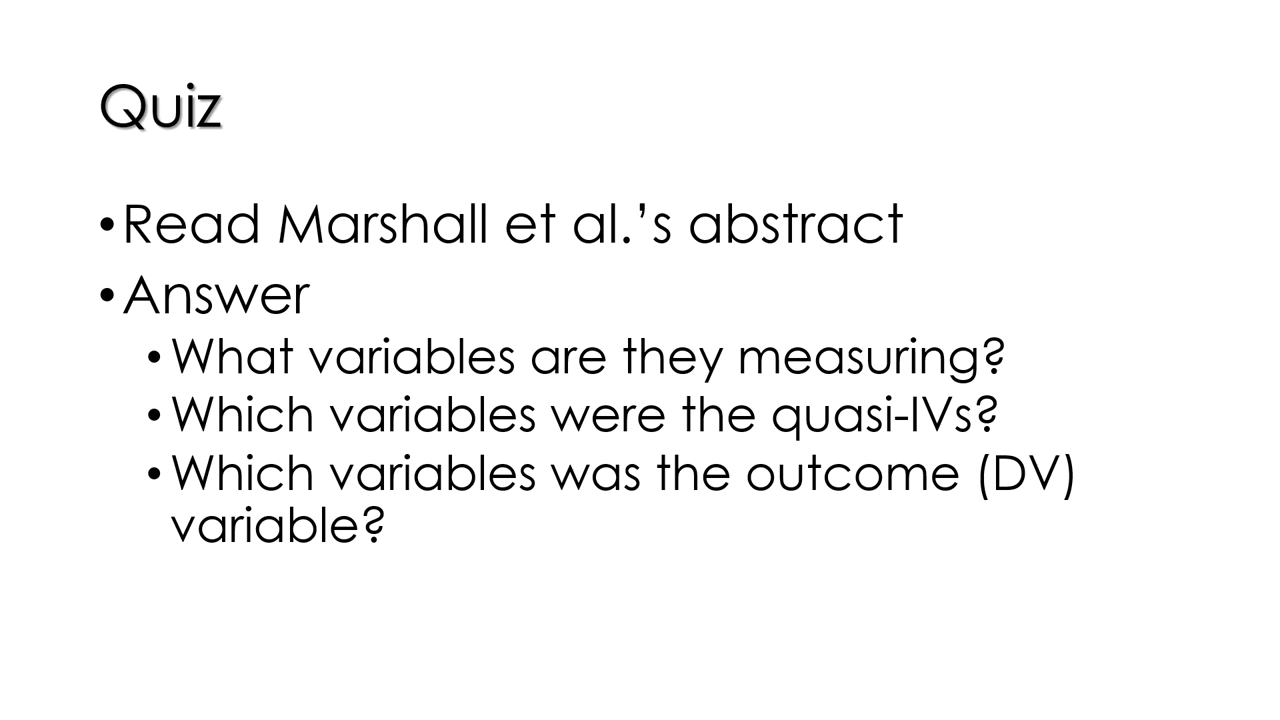 Quiz
•Read Marshall et al.’s abstract
•Answer
•What variables are they measuring?
•Which variables were the quasi-IVs?
•Which variables was the outcome (DV)
variable?